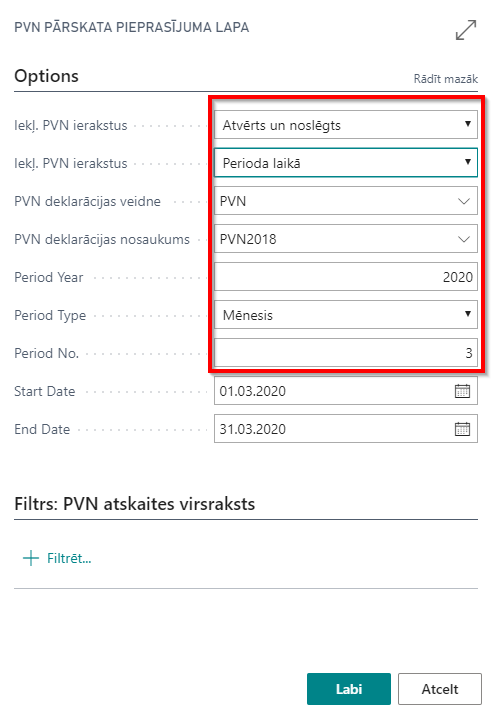 PVN PĀRSKATA PIEPRASĪJUMA LAPA
Options
Rādīt mazāk
Iekļ. PVN ierakstus Atvērts un noslēgts
Iekļ. PVN ierakstus Perioda laikā
PVN deklarācijas veidne PVN
PVN deklarācijas nosaukums PVN2018
Period Year 2020
Period Type Mēnesis
Period No. 3
Start Date 01.03.2020
End Date 31.03.2020
Filtrs: PVN atskaites virsraksts
Filtrēt...
Labi Atcelt